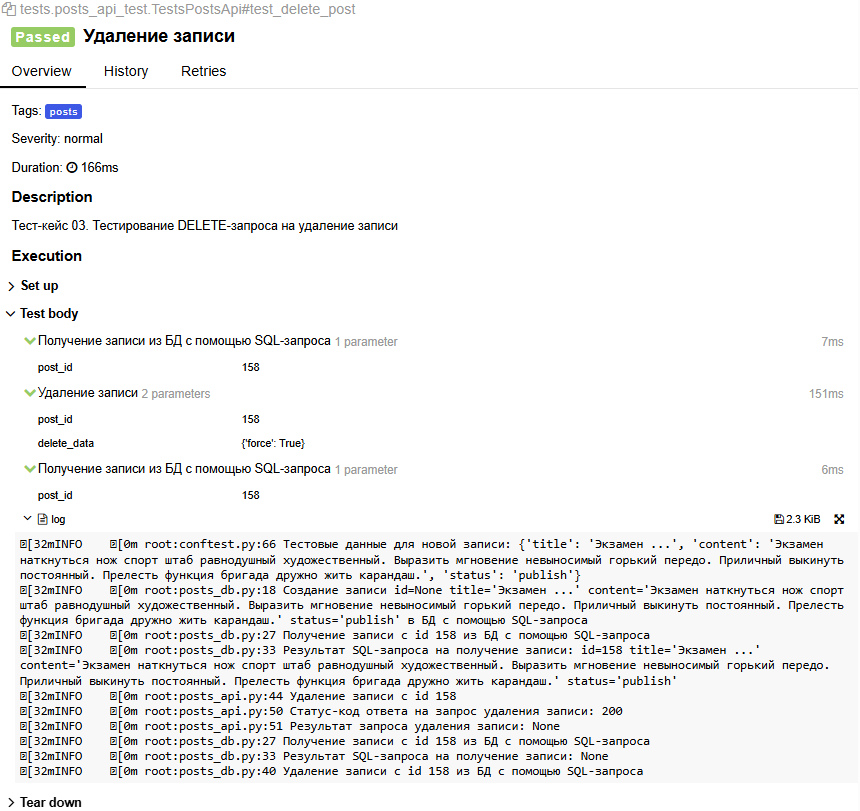 tests.posts_api_test.TestsPostsApi#test_delete_post
Passed Удаление записи
Overview History Retries
Tags: posts
Severity: normal
Duration: 166ms
Description
Тест-кейс 03. Тестирование DELETE-запроса на удаление записи
Execution
Set up
Test body
Получение записи из БД с помощью SQL-запроса 1 parameter 7ms
post_id 158
Удаление записи 2 parameters 151ms
post_id 158
delete_data {'force': True}
Получение записи из БД с помощью SQL-запроса 1 parameter 6ms
post_id 158
log 2.3 KiB
[32mINFO [0m root:conftest.py:66 Тестовые данные для новой записи: {'title': 'Экзамен ...', 'content': 'Экзамен
наткнуться нож спорт штаб равнодушный художественный. Выразить мгновение невыносимый горький передо. Приличный выкинуть
постоянный. Прелесть функция бригада дружно жить карандаш.', 'status': 'publish'}
[32mINFO [0m root:posts_db.py:18 Создание записи id=None title='Экзамен ...' content='Экзамен наткнуться нож спорт
штаб равнодушный художественный. Выразить мгновение невыносимый горький передо. Приличный выкинуть постоянный. Прелесть
функция бригада дружно жить карандаш.' status='publish' в БД с помощью SQL-запроса
[32mINFO [0m root:posts_db.py:27 Получение записи с id 158 из БД с помощью SQL-запроса
[32mINFO [0m root:posts_db.py:33 Результат SQL-запроса на получение записи: id=158 title='Экзамен ...'
content='Экзамен наткнуться нож спорт штаб равнодушный художественный. Выразить мгновение невыносимый горький передо.
Приличный выкинуть постоянный. Прелесть функция бригада дружно жить карандаш.' status='publish'
[32mINFO [0m root:posts_api.py:44 Удаление записи с id 158
[32mINFO [0m root:posts_api.py:50 Статус-код ответа на запрос удаления записи: 200
[32mINFO [0m root:posts_api.py:51 Результат запроса удаления записи: None
[32mINFO [0m root:posts_db.py:27 Получение записи с id 158 из БД с помощью SQL-запроса
[32mINFO [0m root:posts_db.py:33 Результат SQL-запроса на получение записи: None
[32mINFO [0m root:posts_db.py:40 Удаление записи с id 158 из БД с помощью SQL-запроса
Tear down